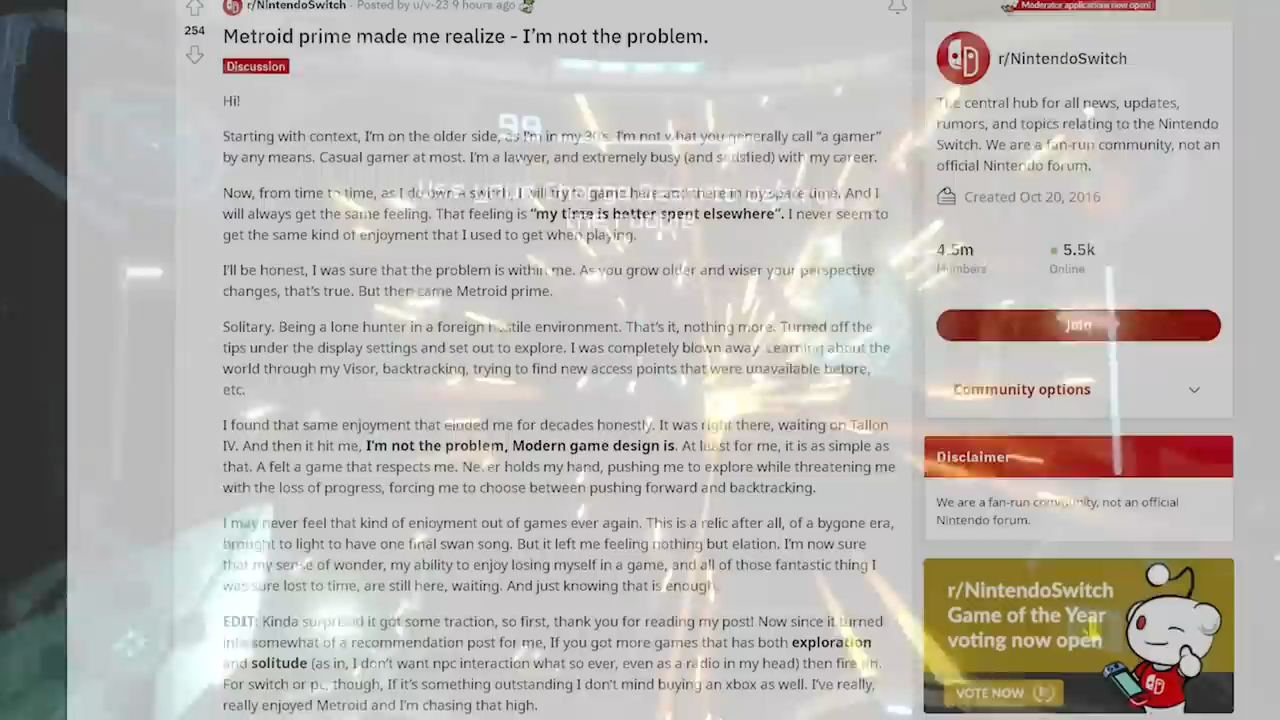 Moderator applications now open!
r/NintendoSwitch · Posted by u/v-23 9 hours ago
254
Metroid prime made me realize - I'm not the problem.
Discussion
Hi!
Starting with context, I'm on the older side, as I'm in my 30's. I'm not what you generally call "a gamer"
by any means. Casual gamer at most. I'm a lawyer, and extremely busy (and satisfied) with my career.
Now, from time to time, as I do own a switch, I will try to game here and there in my space time. And I
will always get the same feeling. That feeling is "my time is better spent elsewhere". I never seem to
get the same kind of enjoyment that I used to get when playing.
I'll be honest, I was sure that the problem is within me. As you grow older and wiser your perspective
changes, that's true. But then came Metroid prime.
Solitary. Being a lone hunter in a foreign hostile environment. That's it, nothing more. Turned off the
tips under the display settings and set out to explore. I was completely blown away. Learning about the
world through my Visor, backtracking, trying to find new access points that were unavailable before,
etc.
I found that same enjoyment that eluded me for decades honestly. It was right there, waiting on Tallon
IV. And then it hit me, I'm not the problem, Modern game design is. At least for me, it is as simple as
that. A felt a game that respects me. Never holds my hand, pushing me to explore while threatening me
with the loss of progress, forcing me to choose between pushing forward and backtracking.
I may never feel that kind of enjoyment out of games ever again. This is a relic after all, of a bygone era,
brought to light to have one final swan song. But it left me feeling nothing but elation. I'm now sure
that my sense of wonder, my ability to enjoy losing myself in a game, and all of those fantastic thing I
was sure lost to time, are still here, waiting. And just knowing that is enough.
EDIT: Kinda surprised it got some traction, so first, thank you for reading my post! Now since it turned
into somewhat of a recommendation post for me, If you got more games that has both exploration
and solitude (as in, I don't want npc interaction what so ever, even as a radio in my head) then fire on.
For switch or pc, though, If it's something outstanding I don't mind buying an xbox as well. I've really,
really enjoyed Metroid and I'm chasing that high.
99
r/NintendoSwitch
The central hub for all news, updates,
rumors, and topics relating to the Nintendo
Switch. We are a fan-run community, not an
official Nintendo forum.
Created Oct 20, 2016
4.5m
5.5k
Members
Online
Join
Community options
Disclaimer
We are a fan-run community, not an official
Nintendo forum.
r/NintendoSwitch
Game of the Year
voting now open
VOTE NOW